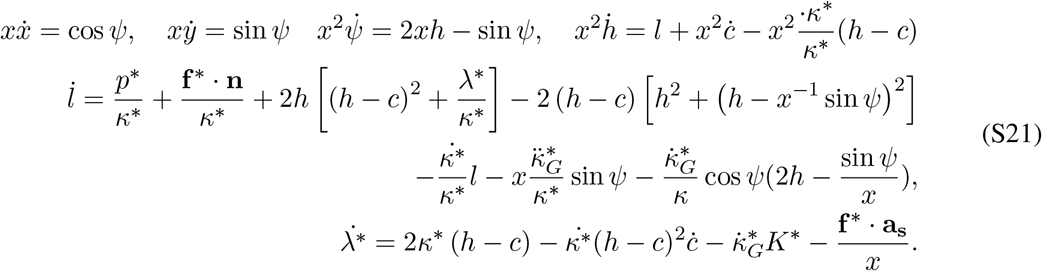 xẋ = cos ψ, xẏ = sin ψ x²ψ̇ = 2xh − sin ψ, x²ḣ = l + x²ċ − x² (·κ*/κ*)(h − c)
l̇ = p*/κ* + (f* · n)/κ* + 2h [(h − c)² + λ*/κ*] − 2 (h − c) [h² + (h − x⁻¹ sin ψ)²]
(S21)
−(κ̇*/κ*) l − x (κ̈*_G/κ*) sin ψ − (κ̇*_G/κ) cos ψ(2h − (sin ψ)/x),
λ̇* = 2κ* (h − c) − κ̇*(h − c)²ċ − κ̇*_G K* − (f* · a_s)/x.